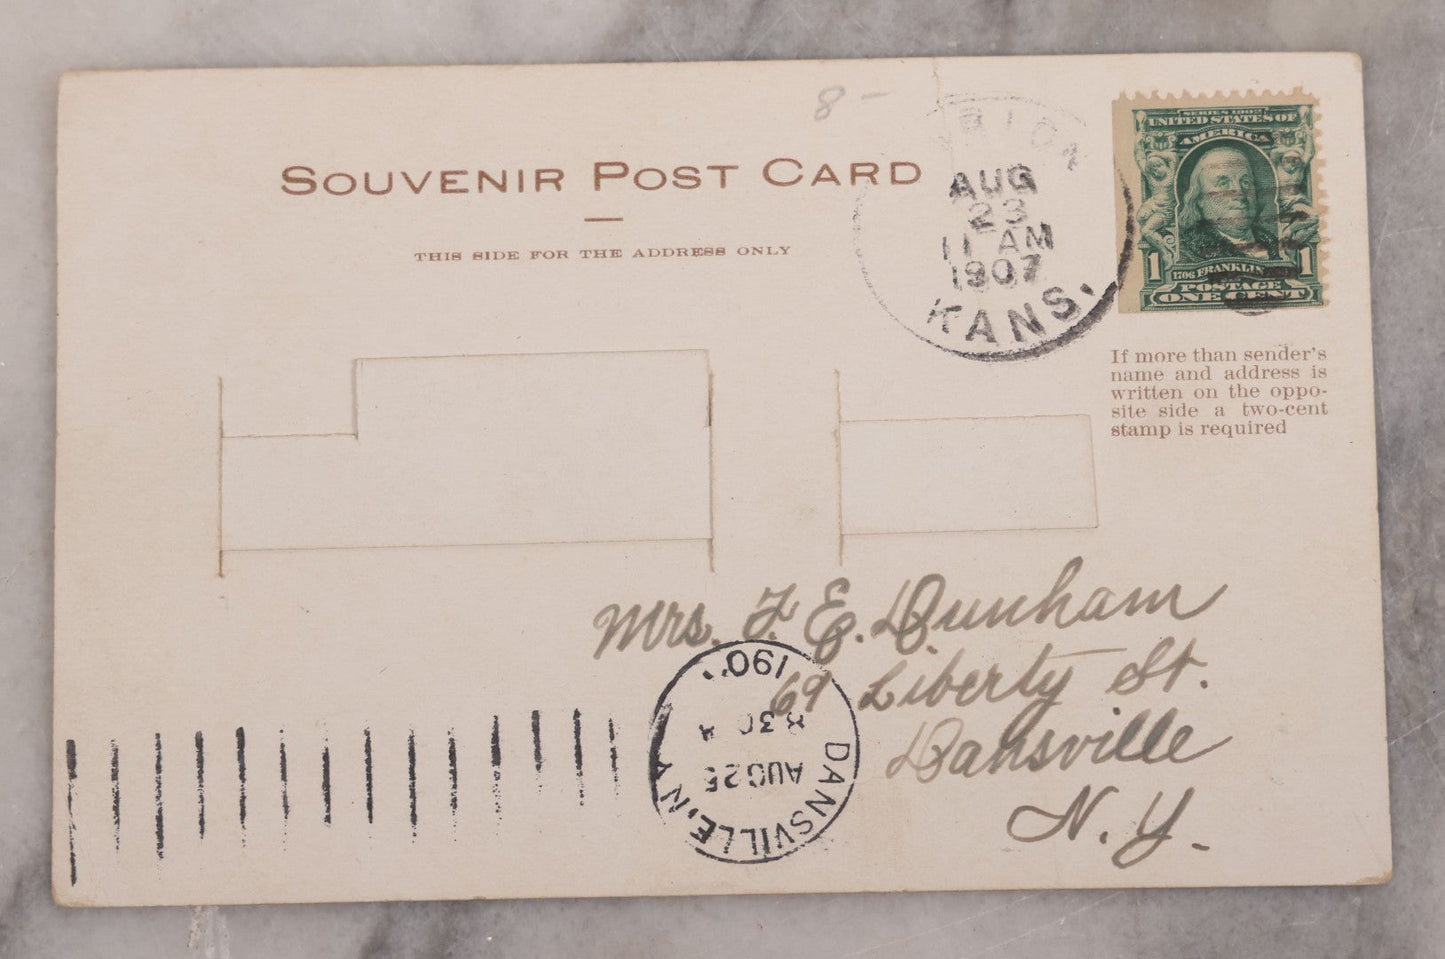 8-
SOUVENIR POST CARD
THIS SIDE FOR THE ADDRESS ONLY
AUG
23
11 AM
1907
KANS.
SERIES 1902
UNITED STATES OF
AMERICA
1 1706 FRANKLIN 1
POSTAGE
ONE CENT
If more than sender's
name and address is
written on the oppo-
site side a two-cent
stamp is required
Mrs. F. E. Dunham
69 Liberty St.
Dansville
N. Y.
DANSVILLE, N.Y.
AUG 25
8 30 A
190